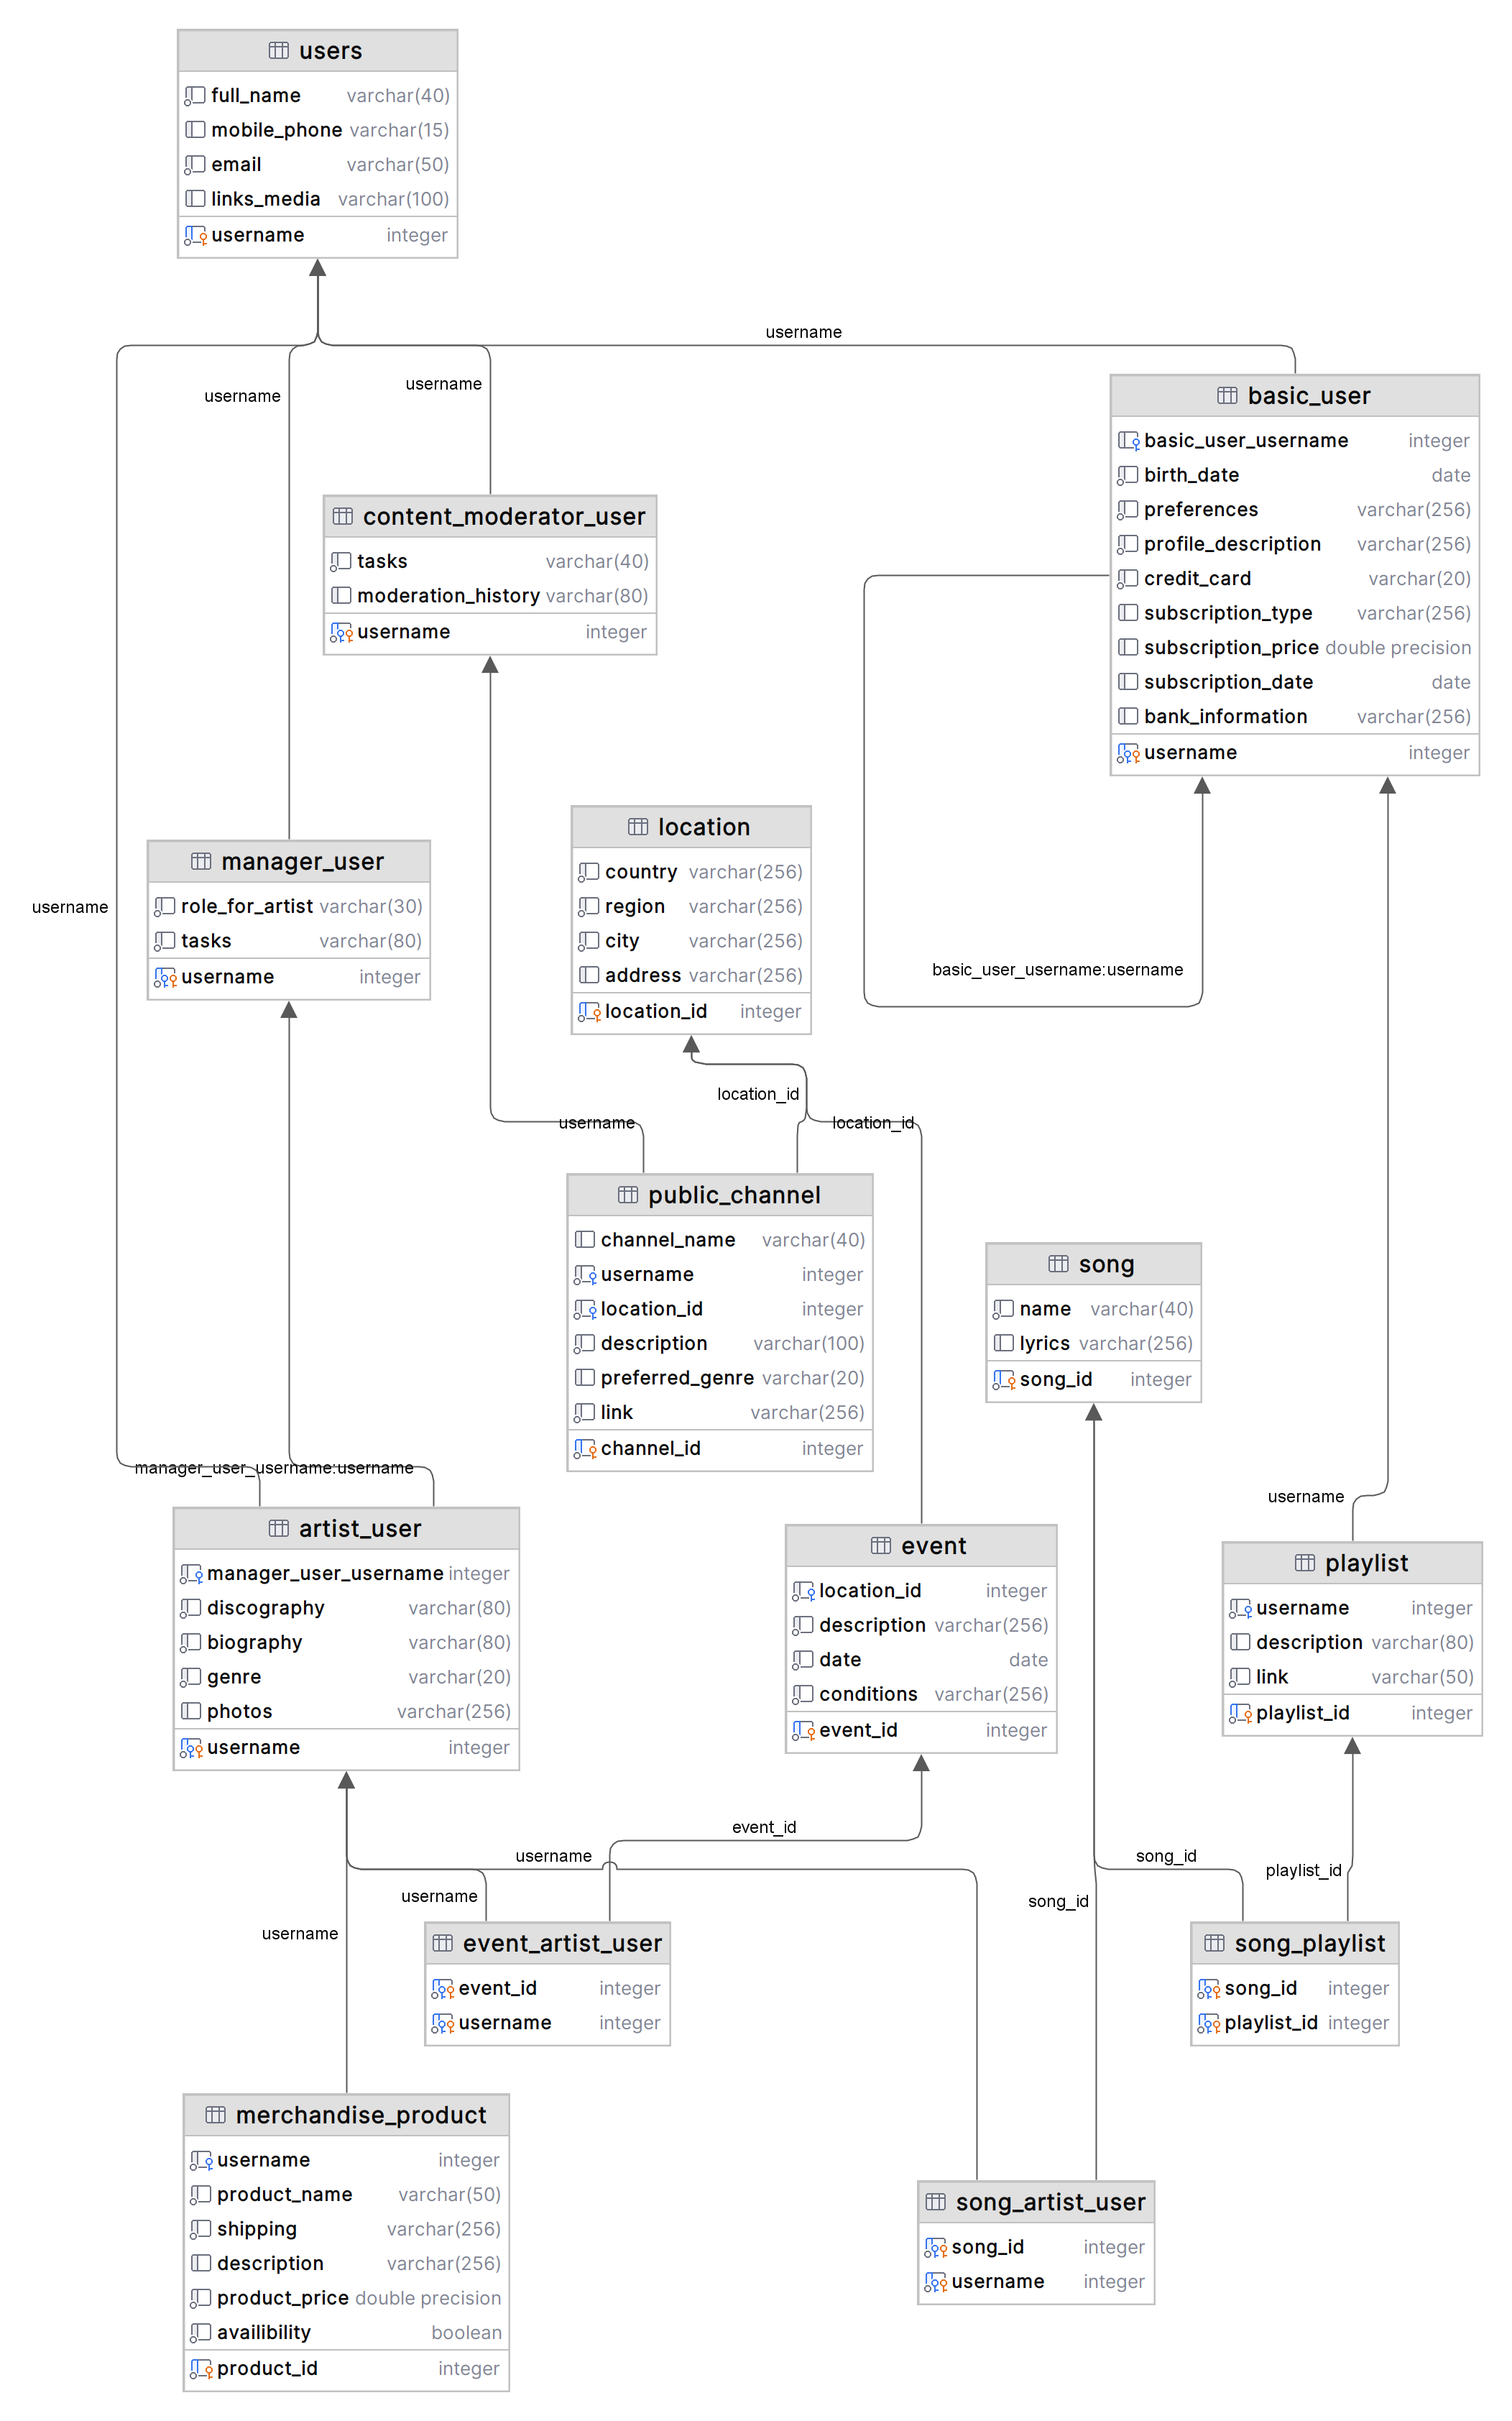 users
full_name varchar(40)
mobile_phone varchar(15)
email varchar(50)
links_media varchar(100)
username integer
username
username
username
username
basic_user
basic_user_username integer
birth_date date
preferences varchar(256)
profile_description varchar(256)
credit_card varchar(20)
subscription_type varchar(256)
subscription_price double precision
subscription_date date
bank_information varchar(256)
username integer
content_moderator_user
tasks varchar(40)
moderation_history varchar(80)
username integer
manager_user
role_for_artist varchar(30)
tasks varchar(80)
username integer
location
country varchar(256)
region varchar(256)
city varchar(256)
address varchar(256)
location_id integer
basic_user_username:username
location_id
username
location_id
public_channel
channel_name varchar(40)
username integer
location_id integer
description varchar(100)
preferred_genre varchar(20)
link varchar(256)
channel_id integer
song
name varchar(40)
lyrics varchar(256)
song_id integer
manager_user_username:username
username
artist_user
manager_user_username integer
discography varchar(80)
biography varchar(80)
genre varchar(20)
photos varchar(256)
username integer
event
location_id integer
description varchar(256)
date date
conditions varchar(256)
event_id integer
playlist
username integer
description varchar(80)
link varchar(50)
playlist_id integer
event_id
username
song_id
playlist_id
username
song_id
username
event_artist_user
event_id integer
username integer
song_playlist
song_id integer
playlist_id integer
merchandise_product
username integer
product_name varchar(50)
shipping varchar(256)
description varchar(256)
product_price double precision
availibility boolean
product_id integer
song_artist_user
song_id integer
username integer